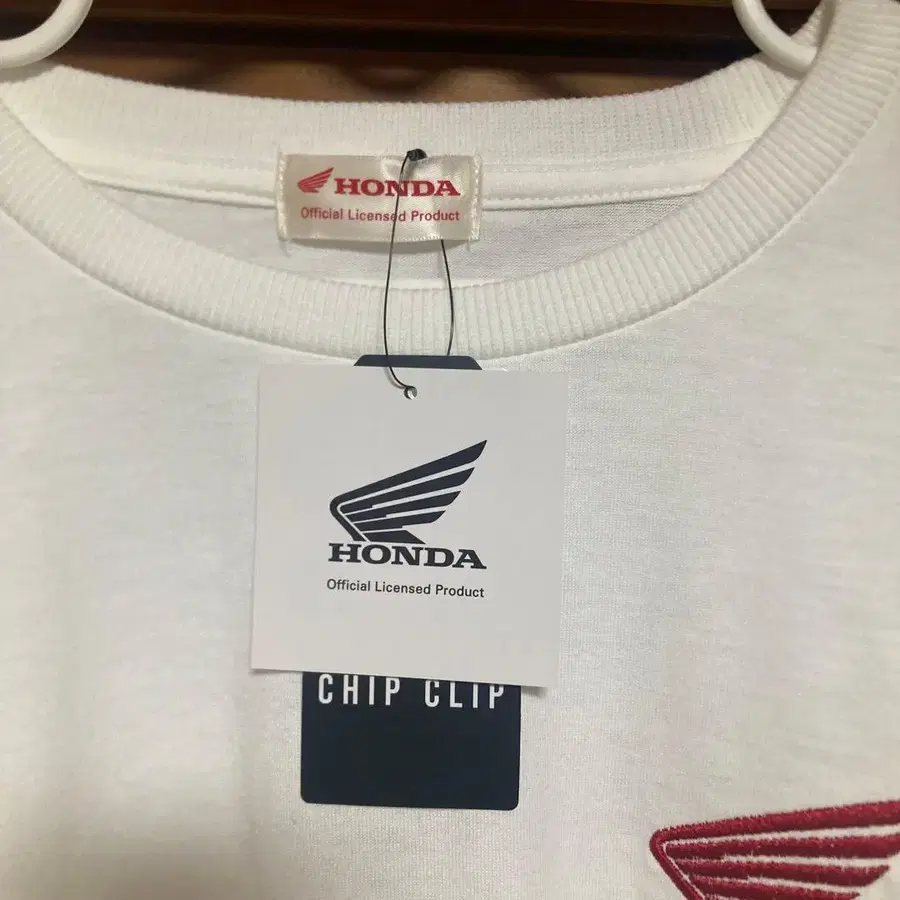 HONDA
Official Licensed Product
HONDA
Official Licensed Product
CHIP CLIP